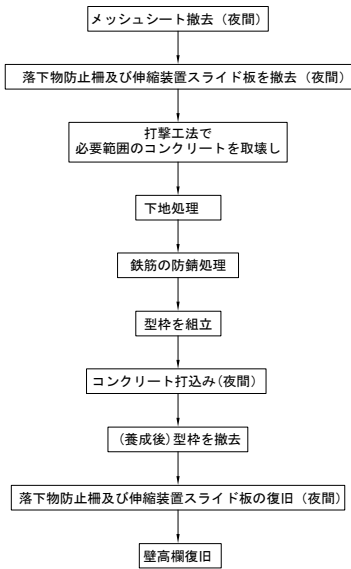 メッシュシート撤去（夜間）
落下物防止柵及び伸縮装置スライド板を撤去（夜間）
打撃工法で
必要範囲のコンクリートを取壊し
下地処理
鉄筋の防錆処理
型枠を組立
コンクリート打込み（夜間）
（養成後）型枠を撤去
落下物防止柵及び伸縮装置スライド板の復旧（夜間）
壁高欄復旧